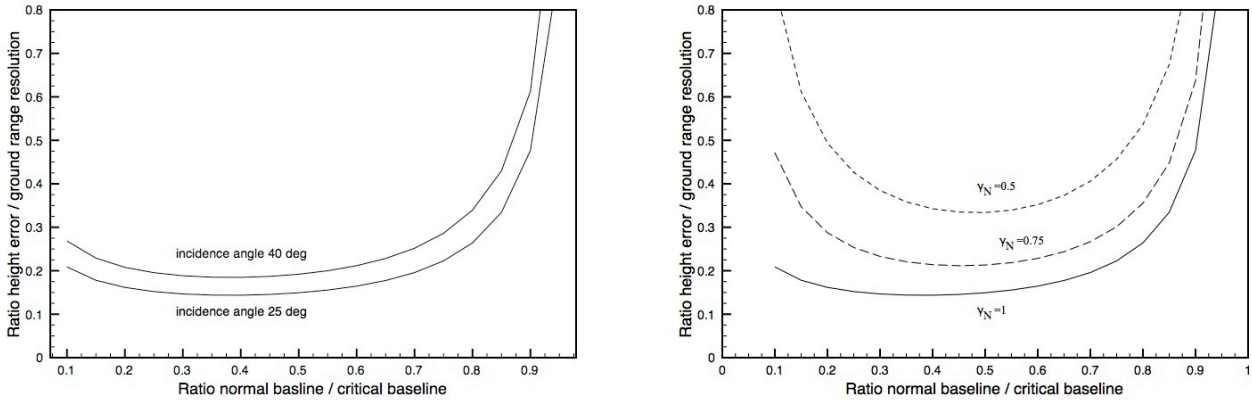 Ratio height error / ground range resolution
0.8
0.7
0.6
0.5
0.4
0.3
0.2
0.1
0
incidence angle 40 deg
incidence angle 25 deg
0.1 0.2 0.3 0.4 0.5 0.6 0.7 0.8 0.9
Ratio normal basline / critical baseline
Ratio height error / ground range resolution
0.8
0.7
0.6
0.5
0.4
0.3
0.2
0.1
0
γN=0.5
γN=0.75
γN=1
0 0.1 0.2 0.3 0.4 0.5 0.6 0.7 0.8 0.9 1
Ratio normal baseline / critical baseline